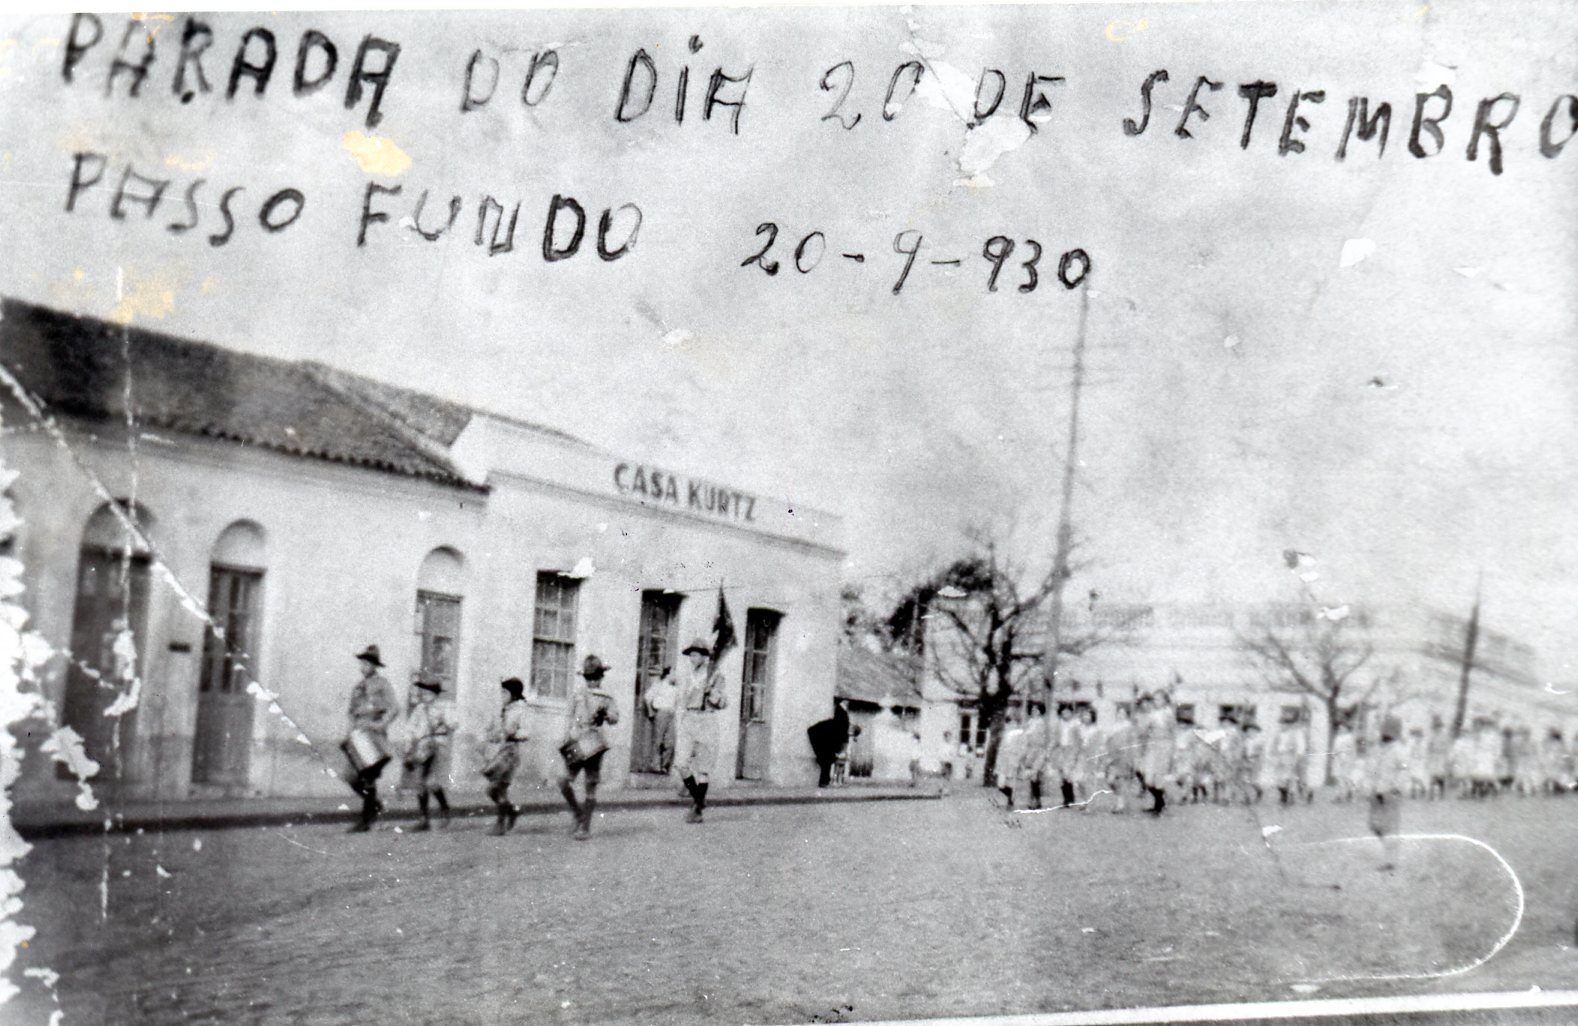 PARADA DO DIA 20 DE SETEMBRO
PASSO FUNDO 20-9-930
CASA KURTZ